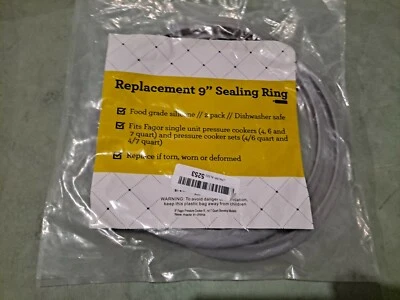 Replacement 9" Sealing Ring
Food grade silicone // 2 pack // Dishwasher safe
Fits Fagor single unit pressure cookers (4, 6 and
7 quart) and pressure cooker sets (4/6 quart and
4/7 quart)
Replace if torn, worn or deformed
WARNING: To avoid danger of suffocation,
keep this plastic bag away from children.